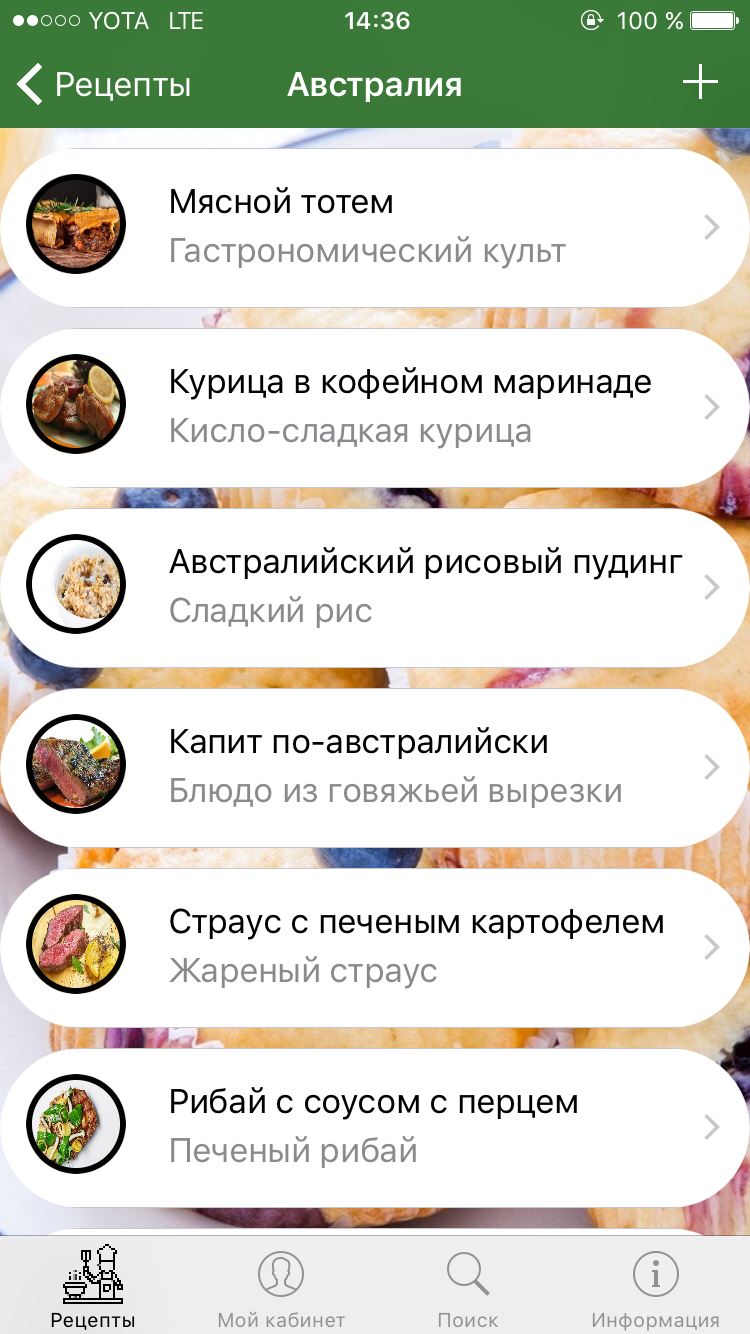 YOTA LTE 14:36 100 %
Рецепты Австралия
Мясной тотем
Гастрономический культ
Курица в кофейном маринаде
Кисло-сладкая курица
Австралийский рисовый пудинг
Сладкий рис
Капит по-австралийски
Блюдо из говяжьей вырезки
Страус с печеным картофелем
Жареный страус
Рибай с соусом с перцем
Печеный рибай
Рецепты Мой кабинет Поиск Информация